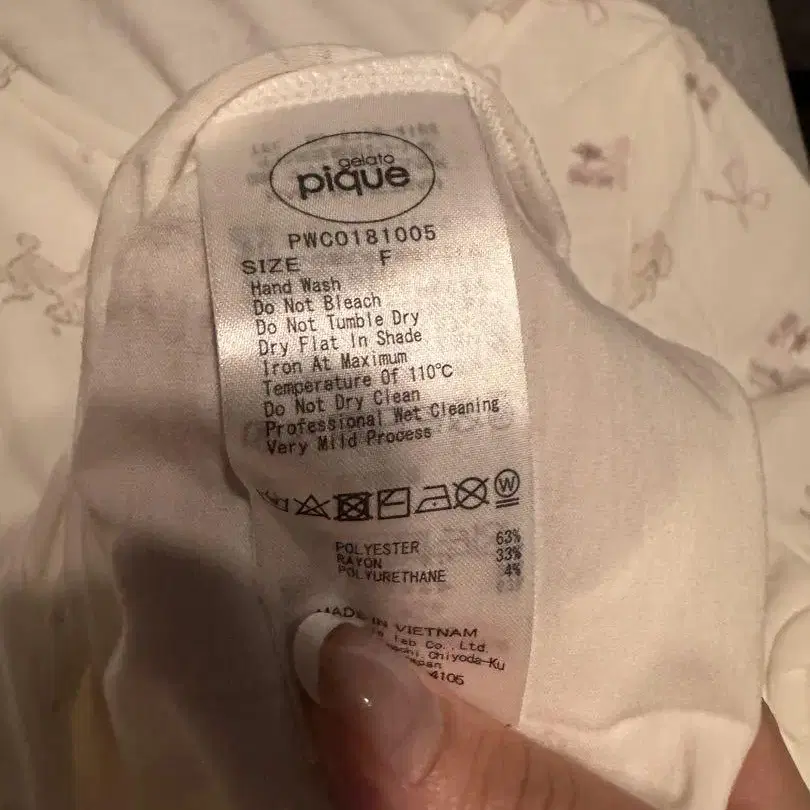 gelato
pique
PWCO181005
SIZE F
Hand Wash
Do Not Bleach
Do Not Tumble Dry
Dry Flat In Shade
Iron At Maximum
Temperature Of 110℃
Do Not Dry Clean
Professional Wet Cleaning
Very Mild Process
W
POLYESTER 63%
RAYON 33%
POLYURETHANE 4%
MADE IN VIETNAM
Co., Ltd.
Chiyoda-Ku
4105